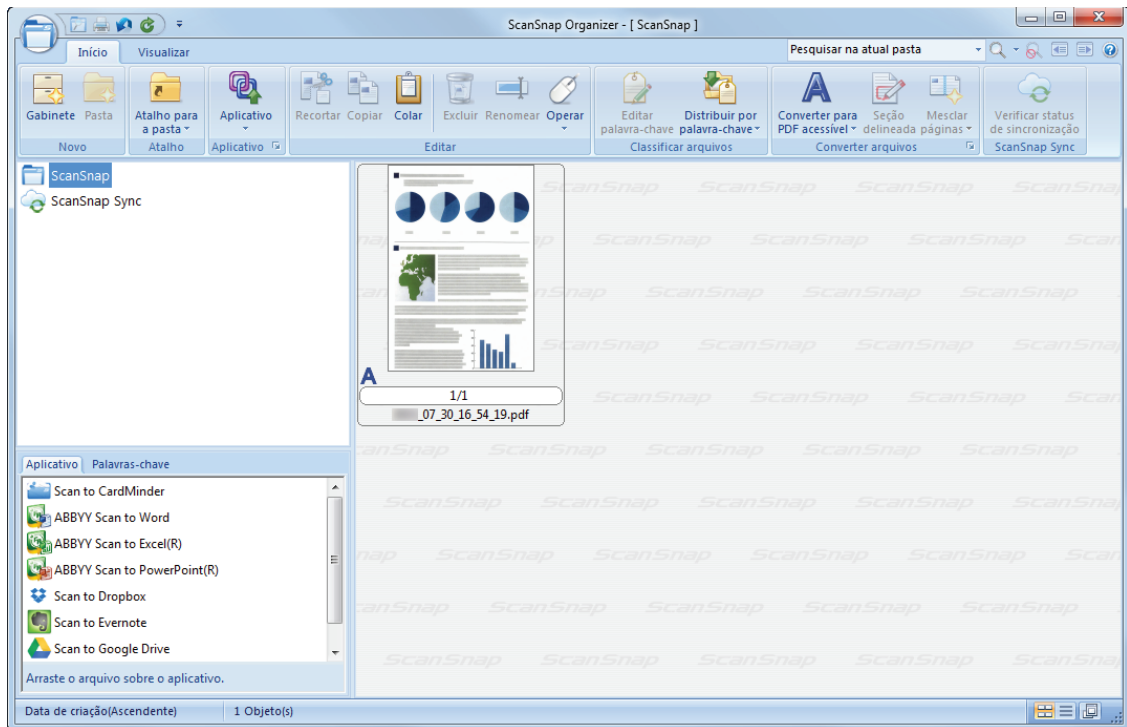 ScanSnap Organizer - [ ScanSnap ]
Início Visualizar
Pesquisar na atual pasta
Gabinete Pasta
Novo
Atalho para
a pasta
Atalho
Aplicativo
Aplicativo
Recortar Copiar Colar Excluir Renomear Operar
Editar
Editar
palavra-chave
Distribuir por
palavra-chave
Classificar arquivos
Converter para
PDF acessível
Seção
delineada
Mesclar
páginas
Converter arquivos
Verificar status
de sincronização
ScanSnap Sync
ScanSnap
ScanSnap Sync
A
1/1
_07_30_16_54_19.pdf
Aplicativo Palavras-chave
Scan to CardMinder
ABBYY Scan to Word
ABBYY Scan to Excel(R)
ABBYY Scan to PowerPoint(R)
Scan to Dropbox
Scan to Evernote
Scan to Google Drive
Arraste o arquivo sobre o aplicativo.
Data de criação(Ascendente) 1 Objeto(s)